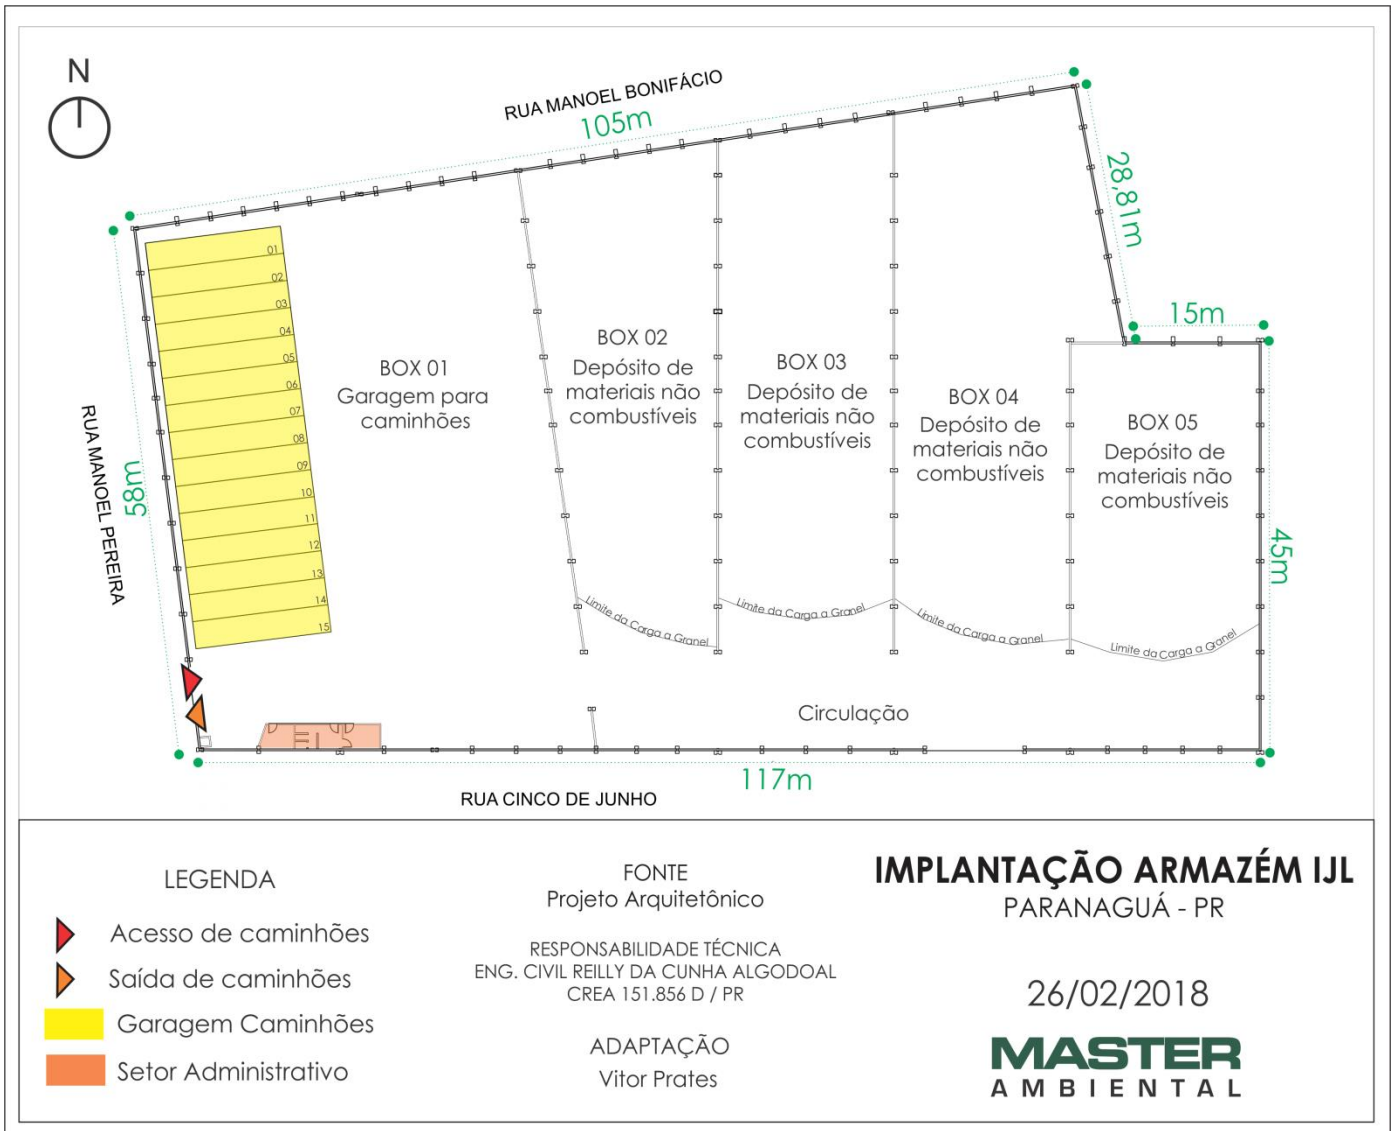 N
RUA MANOEL BONIFÁCIO
105m
28,81m
15m
01
02
03
04
05
06
07
08
09
10
11
12
13
14
15
BOX 01
Garagem para
caminhões
BOX 02
Depósito de
materiais não
combustíveis
BOX 03
Depósito de
materiais não
combustíveis
BOX 04
Depósito de
materiais não
combustíveis
BOX 05
Depósito de
materiais não
combustíveis
RUA MANOEL PEREIRA
58m
45m
Limite da Carga a Granel
Limite da Carga a Granel
Limite da Carga a Granel
Limite da Carga a Granel
Circulação
117m
RUA CINCO DE JUNHO
LEGENDA
Acesso de caminhões
Saída de caminhões
Garagem Caminhões
Setor Administrativo
FONTE
Projeto Arquitetônico
RESPONSABILIDADE TÉCNICA
ENG. CIVIL REILLY DA CUNHA ALGODOAL
CREA 151.856 D / PR
ADAPTAÇÃO
Vitor Prates
IMPLANTAÇÃO ARMAZÉM IJL
PARANAGUÁ - PR
26/02/2018
MASTER
AMBIENTAL